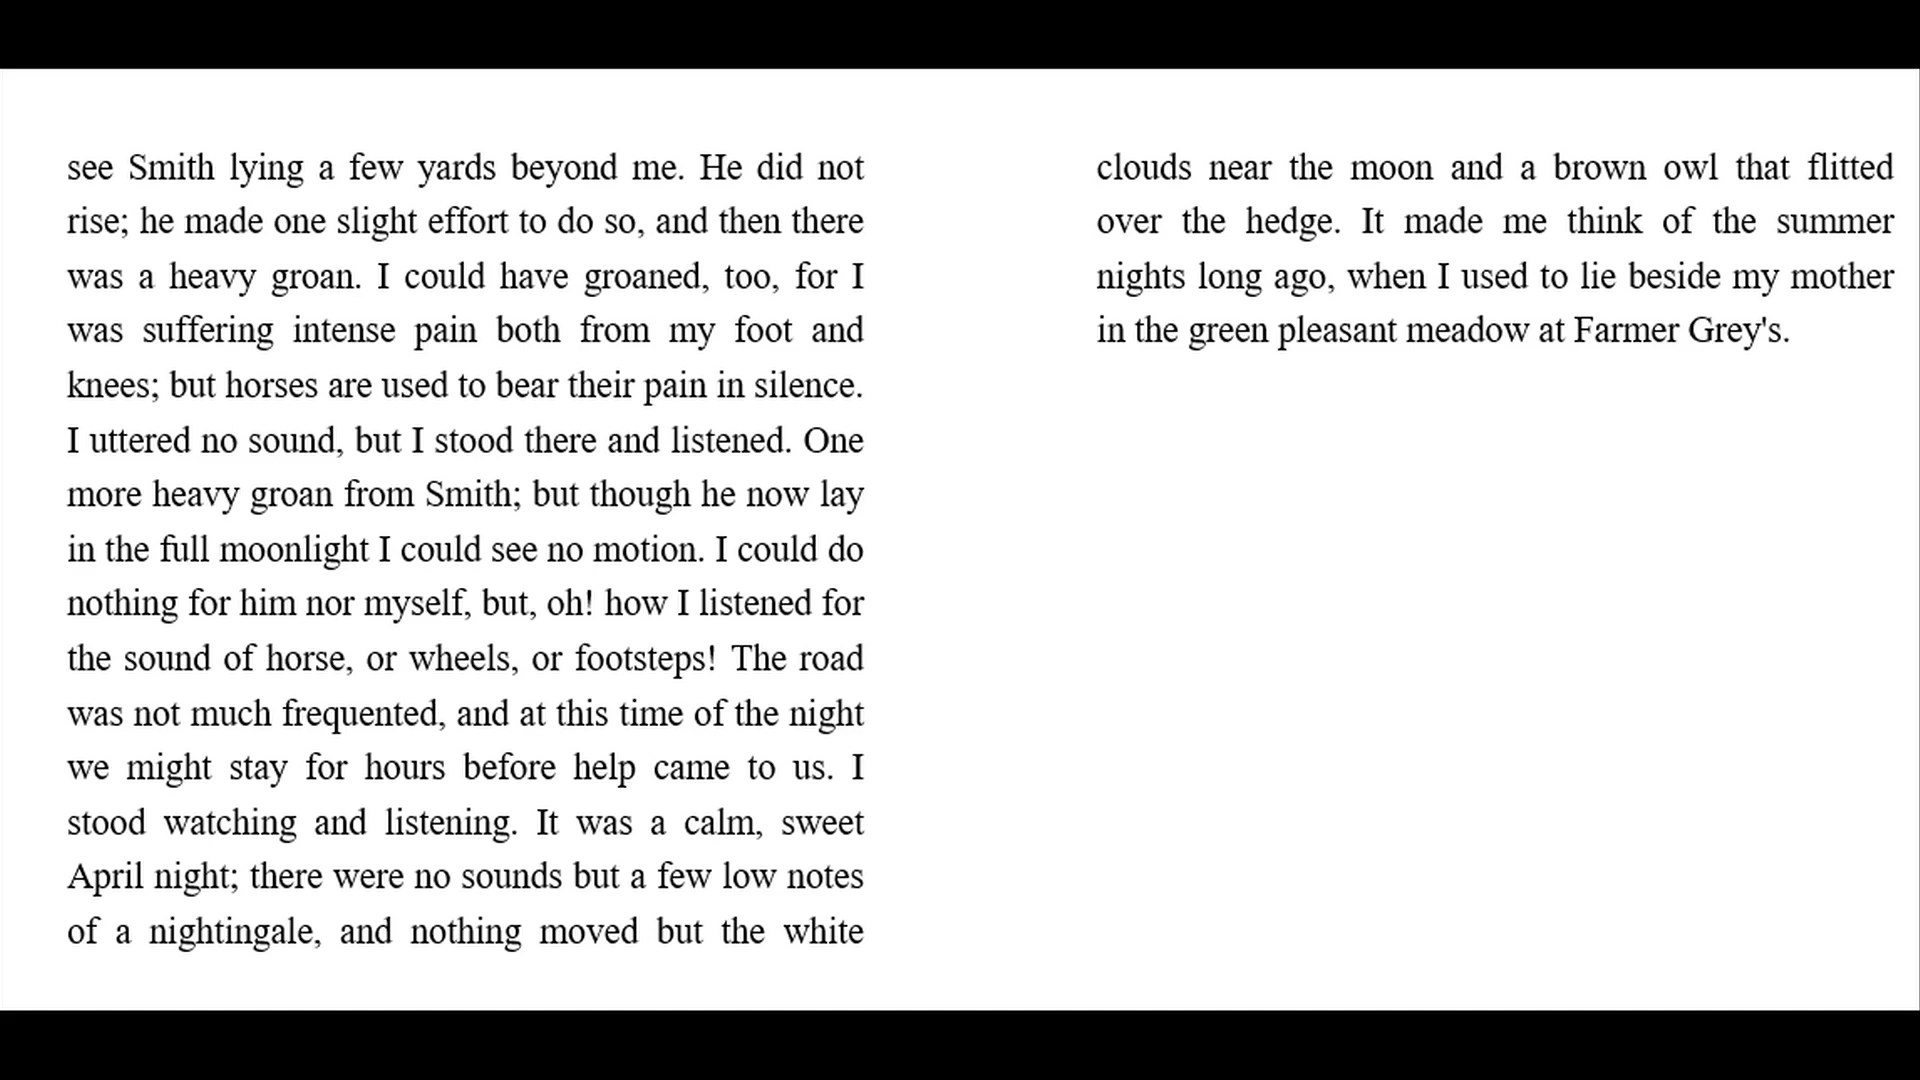 see Smith lying a few yards beyond me. He did not
rise; he made one slight effort to do so, and then there
was a heavy groan. I could have groaned, too, for I
was suffering intense pain both from my foot and
knees; but horses are used to bear their pain in silence.
I uttered no sound, but I stood there and listened. One
more heavy groan from Smith; but though he now lay
in the full moonlight I could see no motion. I could do
nothing for him nor myself, but, oh! how I listened for
the sound of horse, or wheels, or footsteps! The road
was not much frequented, and at this time of the night
we might stay for hours before help came to us. I
stood watching and listening. It was a calm, sweet
April night; there were no sounds but a few low notes
of a nightingale, and nothing moved but the white
clouds near the moon and a brown owl that flitted
over the hedge. It made me think of the summer
nights long ago, when I used to lie beside my mother
in the green pleasant meadow at Farmer Grey's.